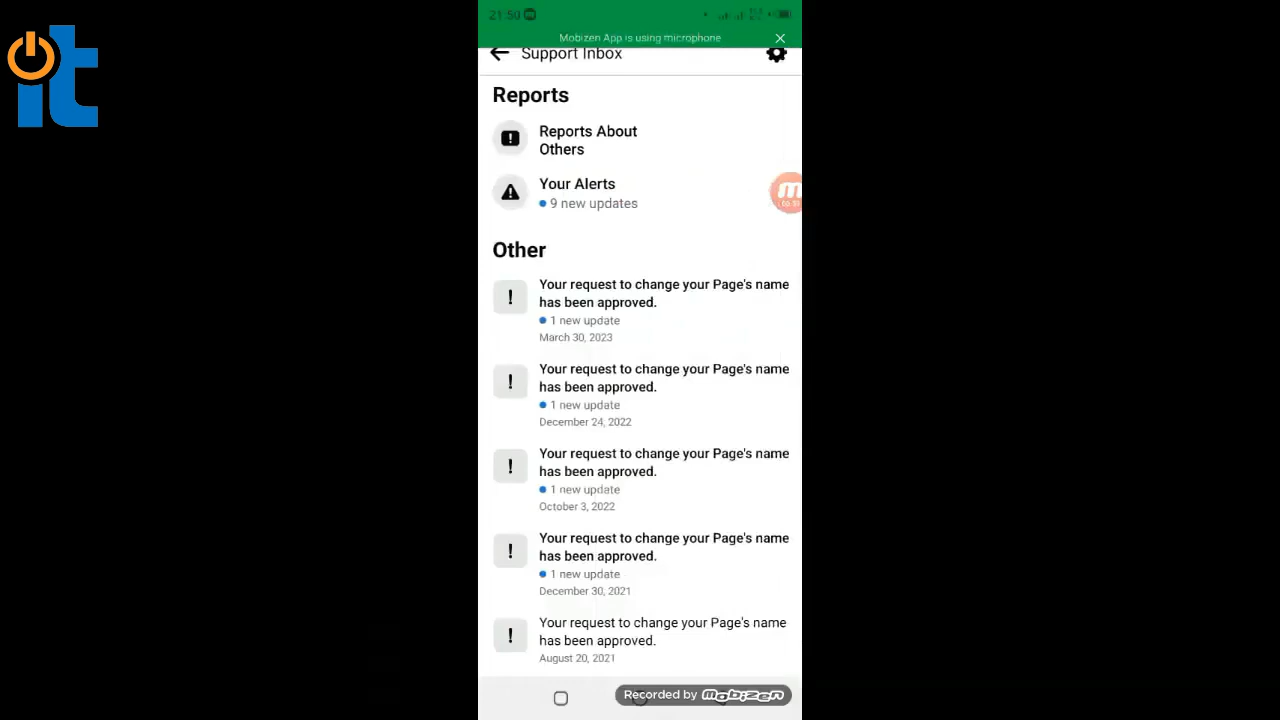 it
21:50
Mobizen App is using microphone
Support Inbox
Reports
Reports About
Others
Your Alerts
9 new updates
Other
Your request to change your Page's name
has been approved.
1 new update
March 30, 2023
Your request to change your Page's name
has been approved.
1 new update
December 24, 2022
Your request to change your Page's name
has been approved.
1 new update
October 3, 2022
Your request to change your Page's name
has been approved.
1 new update
December 30, 2021
Your request to change your Page's name
has been approved.
August 20, 2021
Recorded by mobizen